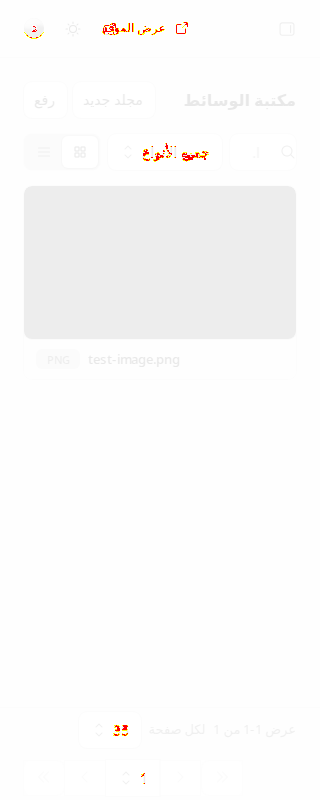 عرض الموقع
مكتبة الوسائط
مجلد جديد
رفع
جميع الأنواع
test-image.png
PNG
عرض 1-1 من 1
لكل صفحة